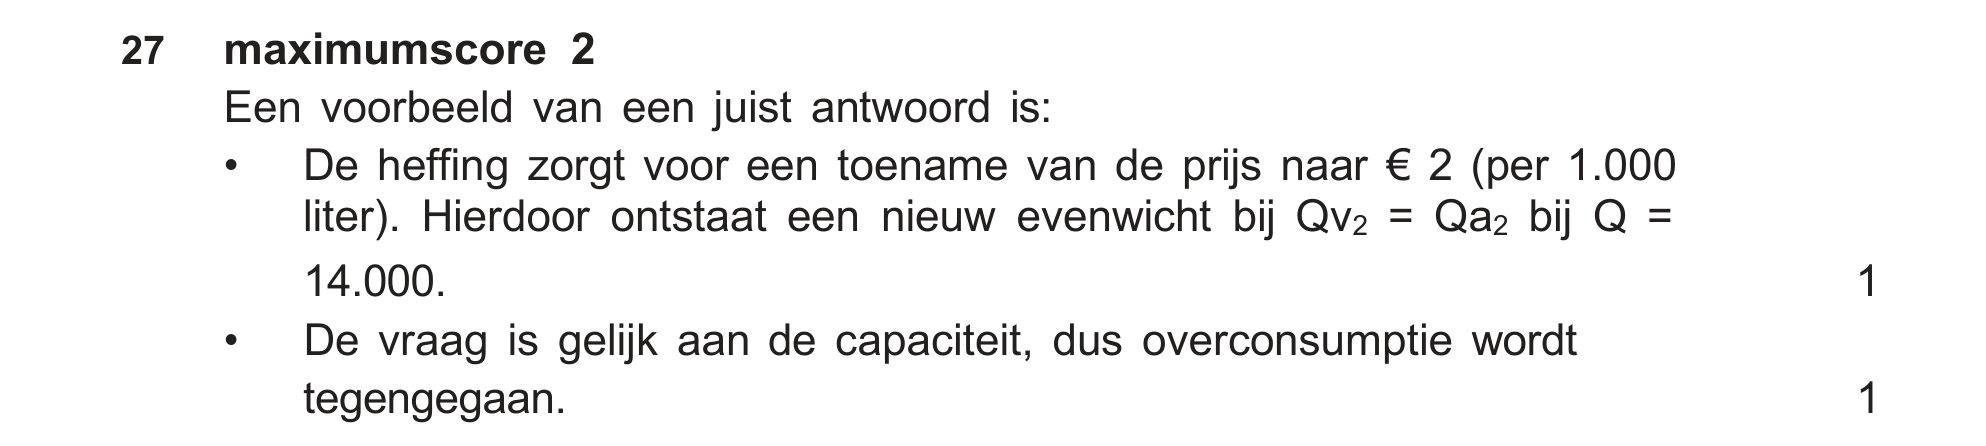 27 maximumscore 2
Een voorbeeld van een juist antwoord is:
• De heffing zorgt voor een toename van de prijs naar € 2 (per 1.000
liter). Hierdoor ontstaat een nieuw evenwicht bij Qv₂ = Qa₂ bij Q =
14.000. 1
• De vraag is gelijk aan de capaciteit, dus overconsumptie wordt
tegengegaan. 1